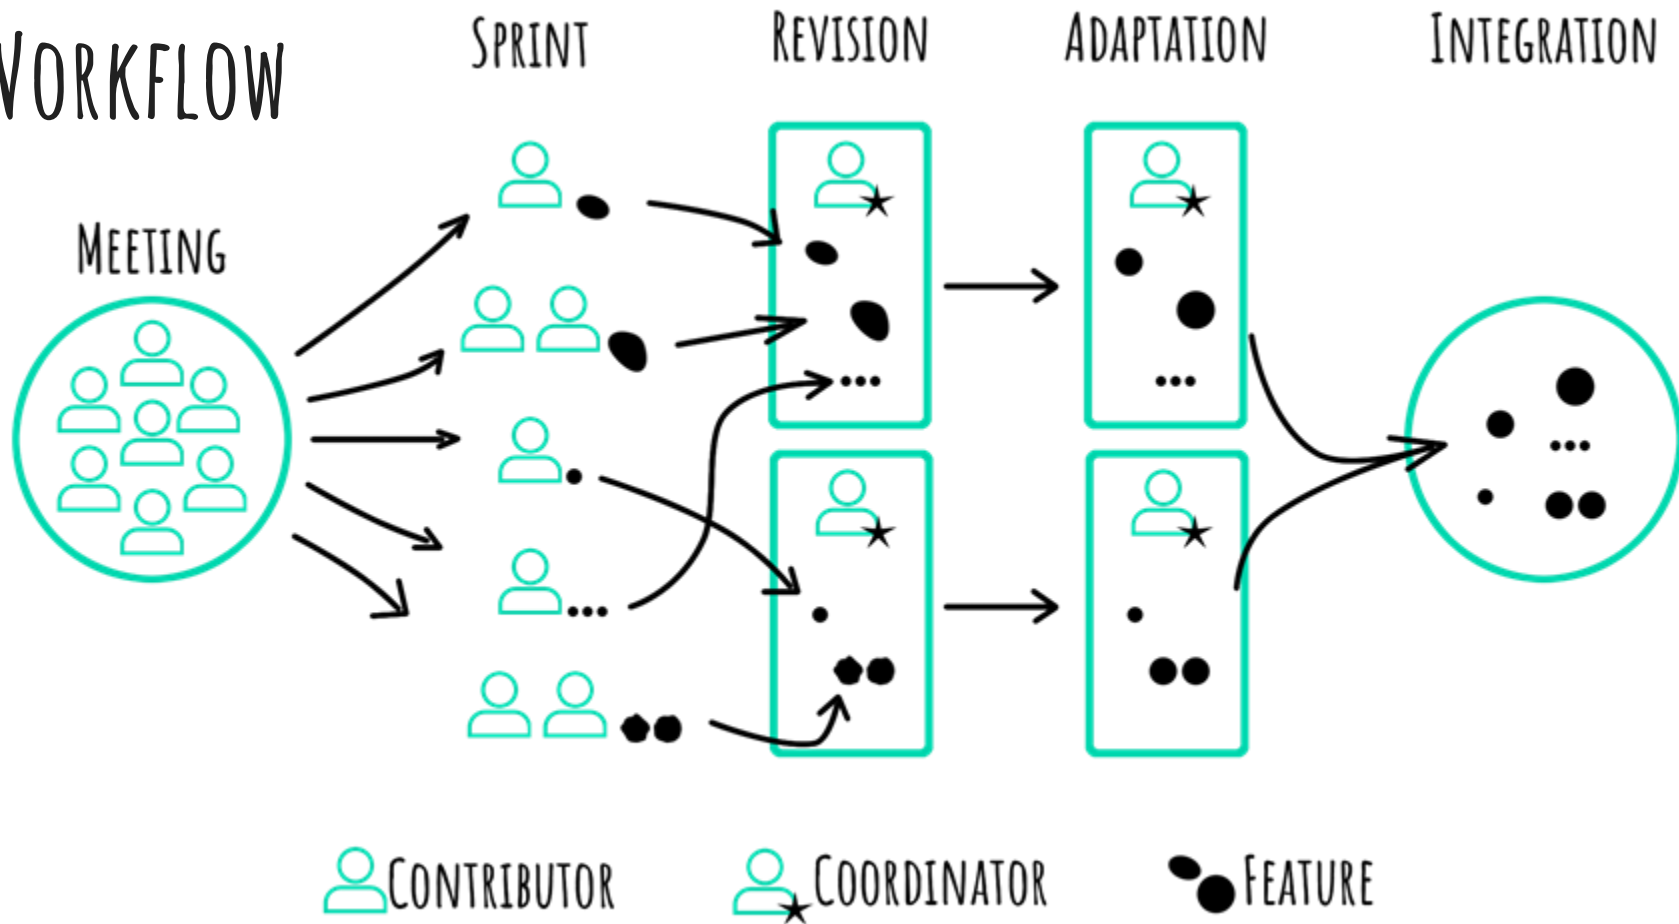 WORKFLOW
SPRINT
REVISION
ADAPTATION
INTEGRATION
MEETING
CONTRIBUTOR
COORDINATOR
FEATURE